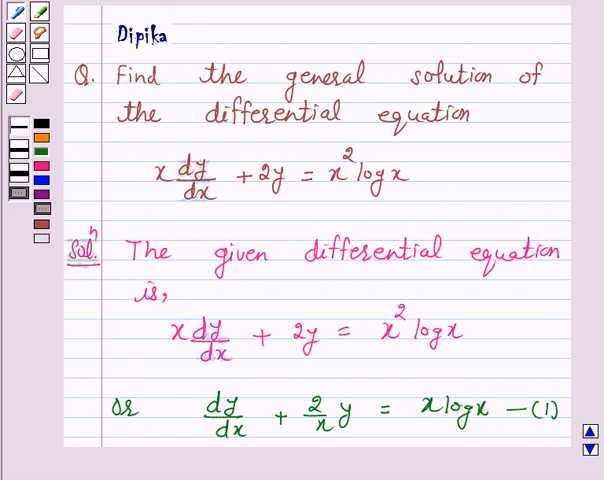 Dipika
Q. Find the general solution of
the differential equation
x dy/dx + 2y = x² log x
Solⁿ. The given differential equation
is,
x dy/dx + 2y = x² log x
or dy/dx + 2/x y = x log x — (1)